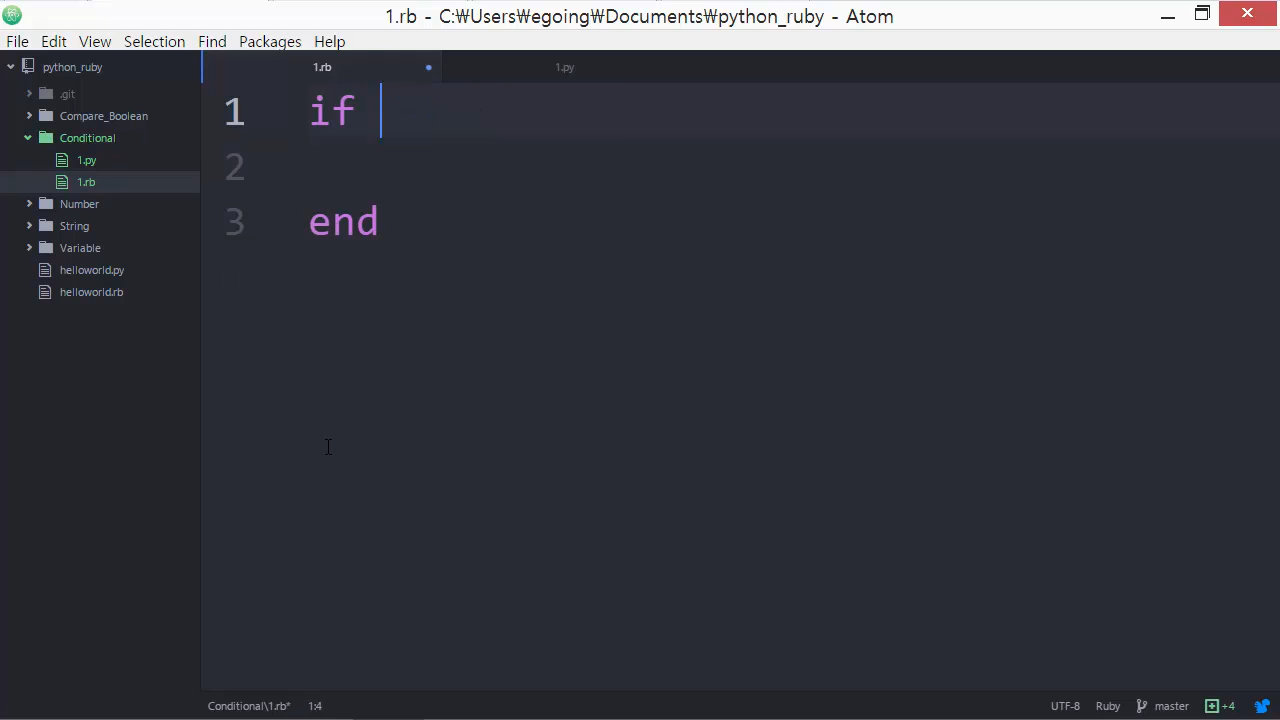 1.rb - C:₩Users₩egoing₩Documents₩python_ruby - Atom
File Edit View Selection Find Packages Help
python_ruby
.git
Compare_Boolean
Conditional
1.py
1.rb
Number
String
Variable
helloworld.py
helloworld.rb
1.rb
1.py
1 if
2
3 end
Conditional\1.rb* 1:4
UTF-8 Ruby master +4